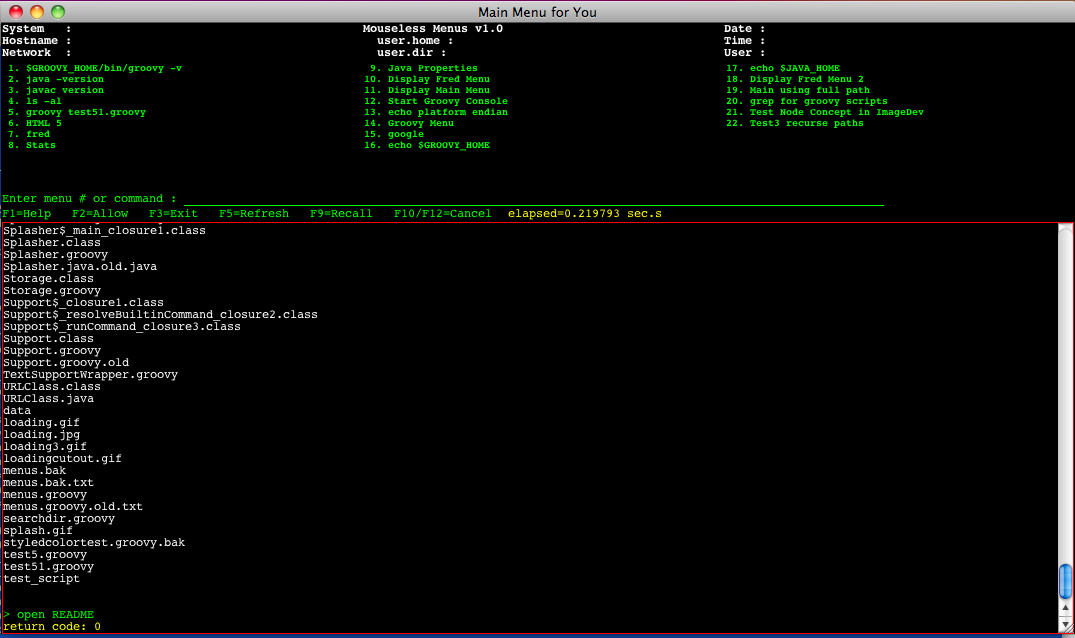 Main Menu for You
System   :
Mouseless Menus v1.0
Date :
Hostname :
user.home :
Time :
Network  :
user.dir :
User :
1. $GROOVY_HOME/bin/groovy -v
2. java -version
3. javac version
4. ls -al
5. groovy test51.groovy
6. HTML 5
7. fred
8. Stats
9. Java Properties
10. Display Fred Menu
11. Display Main Menu
12. Start Groovy Console
13. echo platform endian
14. Groovy Menu
15. google
16. echo $GROOVY_HOME
17. echo $JAVA_HOME
18. Display Fred Menu 2
19. Main using full path
20. grep for groovy scripts
21. Test Node Concept in ImageDev
22. Test3 recurse paths
Enter menu # or command :
F1=Help   F2=Allow   F3=Exit   F5=Refresh   F9=Recall   F10/F12=Cancel   elapsed=0.219793 sec.s
Splasher$_main_closure1.class
Splasher.class
Splasher.groovy
Splasher.java.old.java
Storage.class
Storage.groovy
Support$_closure1.class
Support$_resolveBuiltinCommand_closure2.class
Support$_runCommand_closure3.class
Support.class
Support.groovy
Support.groovy.old
TextSupportWrapper.groovy
URLClass.class
URLClass.java
data
loading.gif
loading.jpg
loading3.gif
loadingcutout.gif
menus.bak
menus.bak.txt
menus.groovy
menus.groovy.old.txt
searchdir.groovy
splash.gif
styledcolortest.groovy.bak
test5.groovy
test51.groovy
test_script
> open README
return code: 0